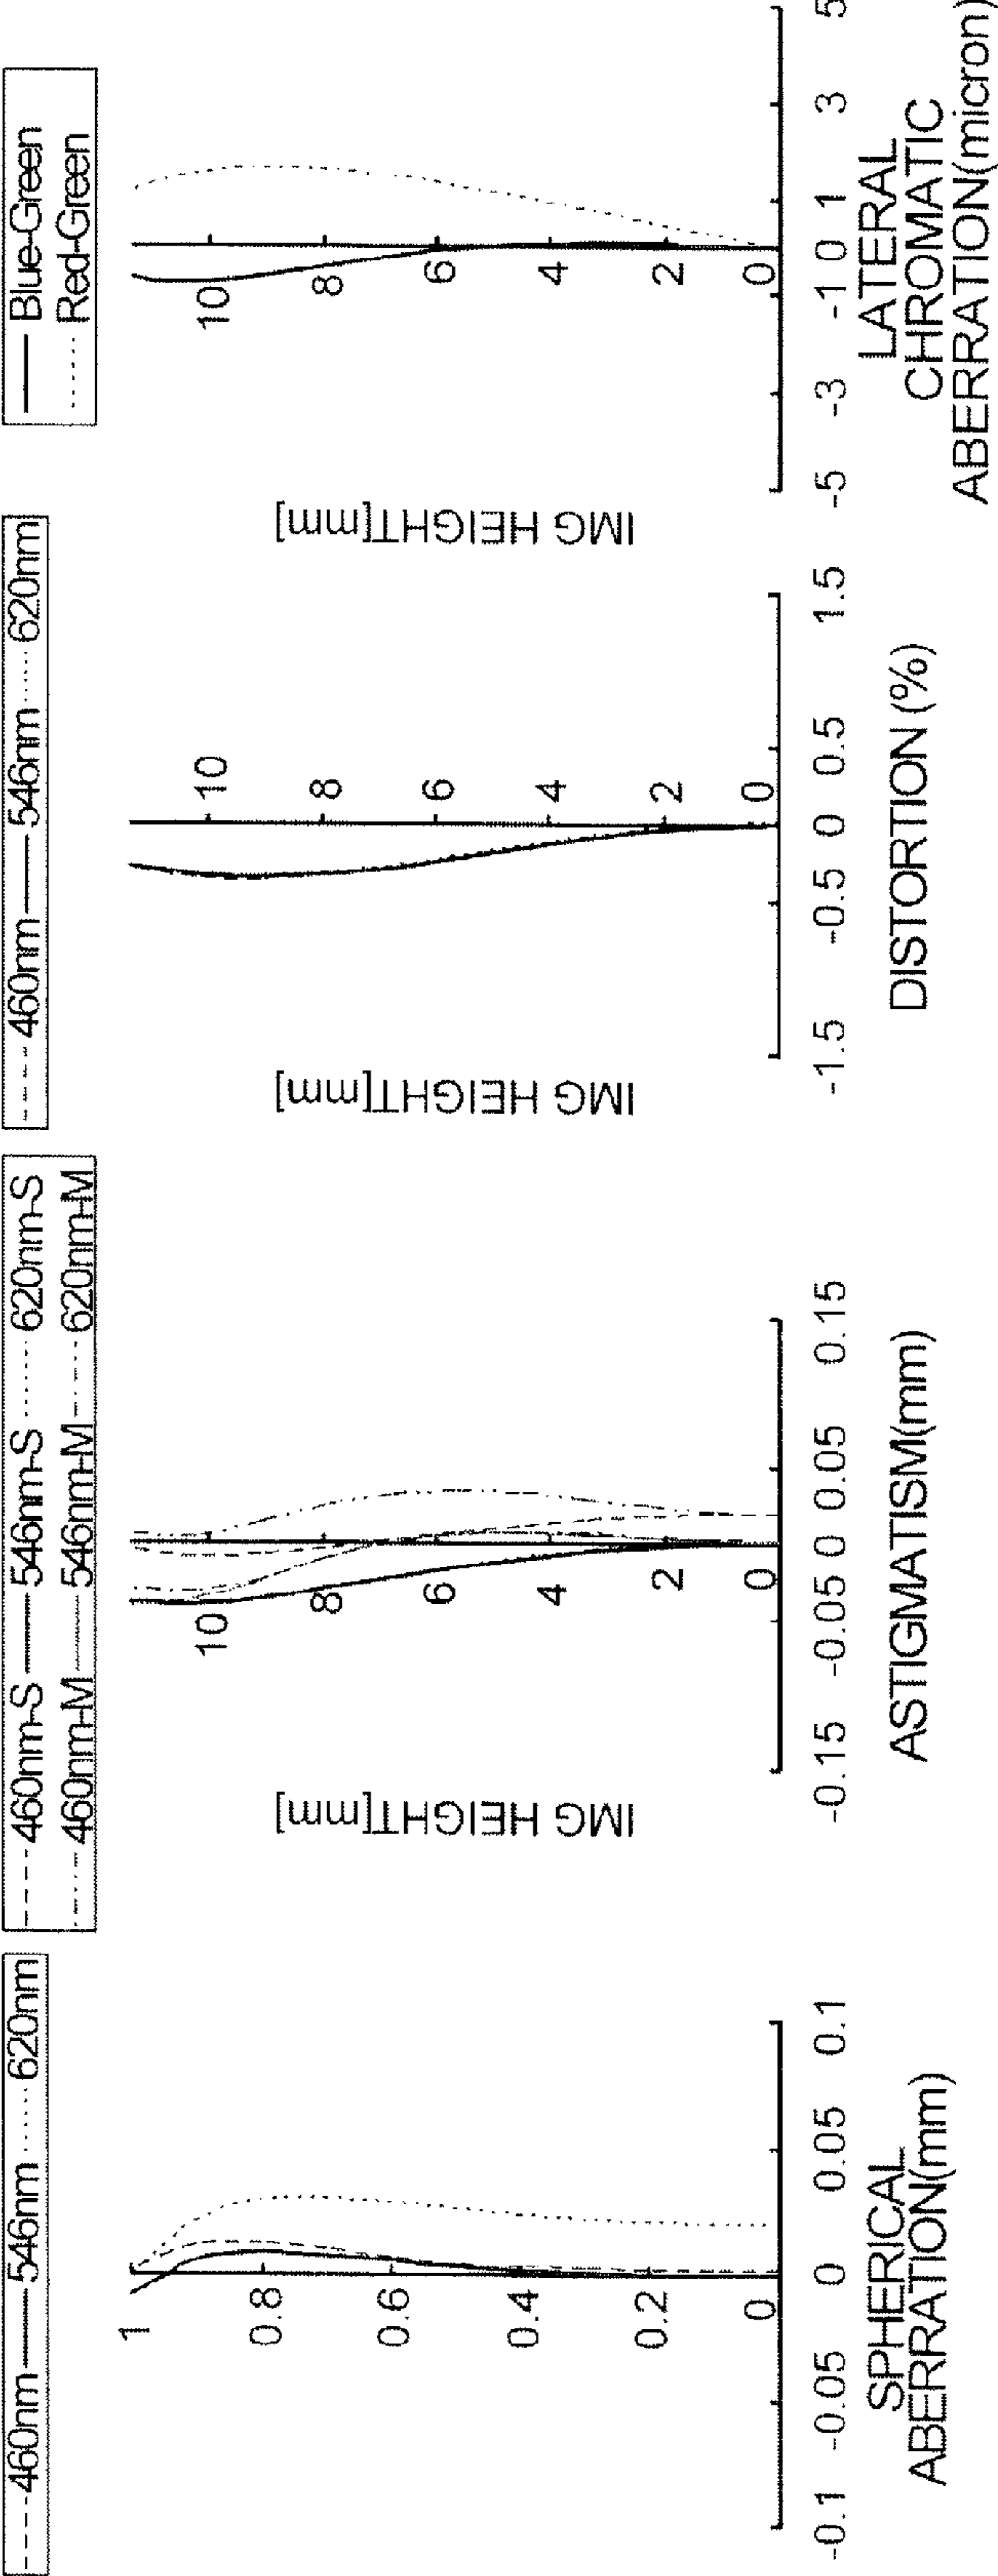 460nm 546nm 620nm
1
0.8
0.6
0.4
0.2
0
-0.1 -0.05 0 0.05 0.1
SPHERICAL
ABERRATION(mm)
460nm-S 546nm-S 620nm-S
460nm-M 546nm-M 620nm-M
IMG HEIGHT[mm]
10
8
6
4
2
0
-0.15 -0.05 0 0.05 0.15
ASTIGMATISM(mm)
460nm 546nm 620nm
IMG HEIGHT[mm]
10
8
6
4
2
0
-1.5 -0.5 0 0.5 1.5
DISTORTION (%)
Blue-Green
Red-Green
IMG HEIGHT[mm]
10
8
6
4
2
0
-5 -3 -1 0 1 3 5
LATERAL
CHROMATIC
ABERRATION(micron)